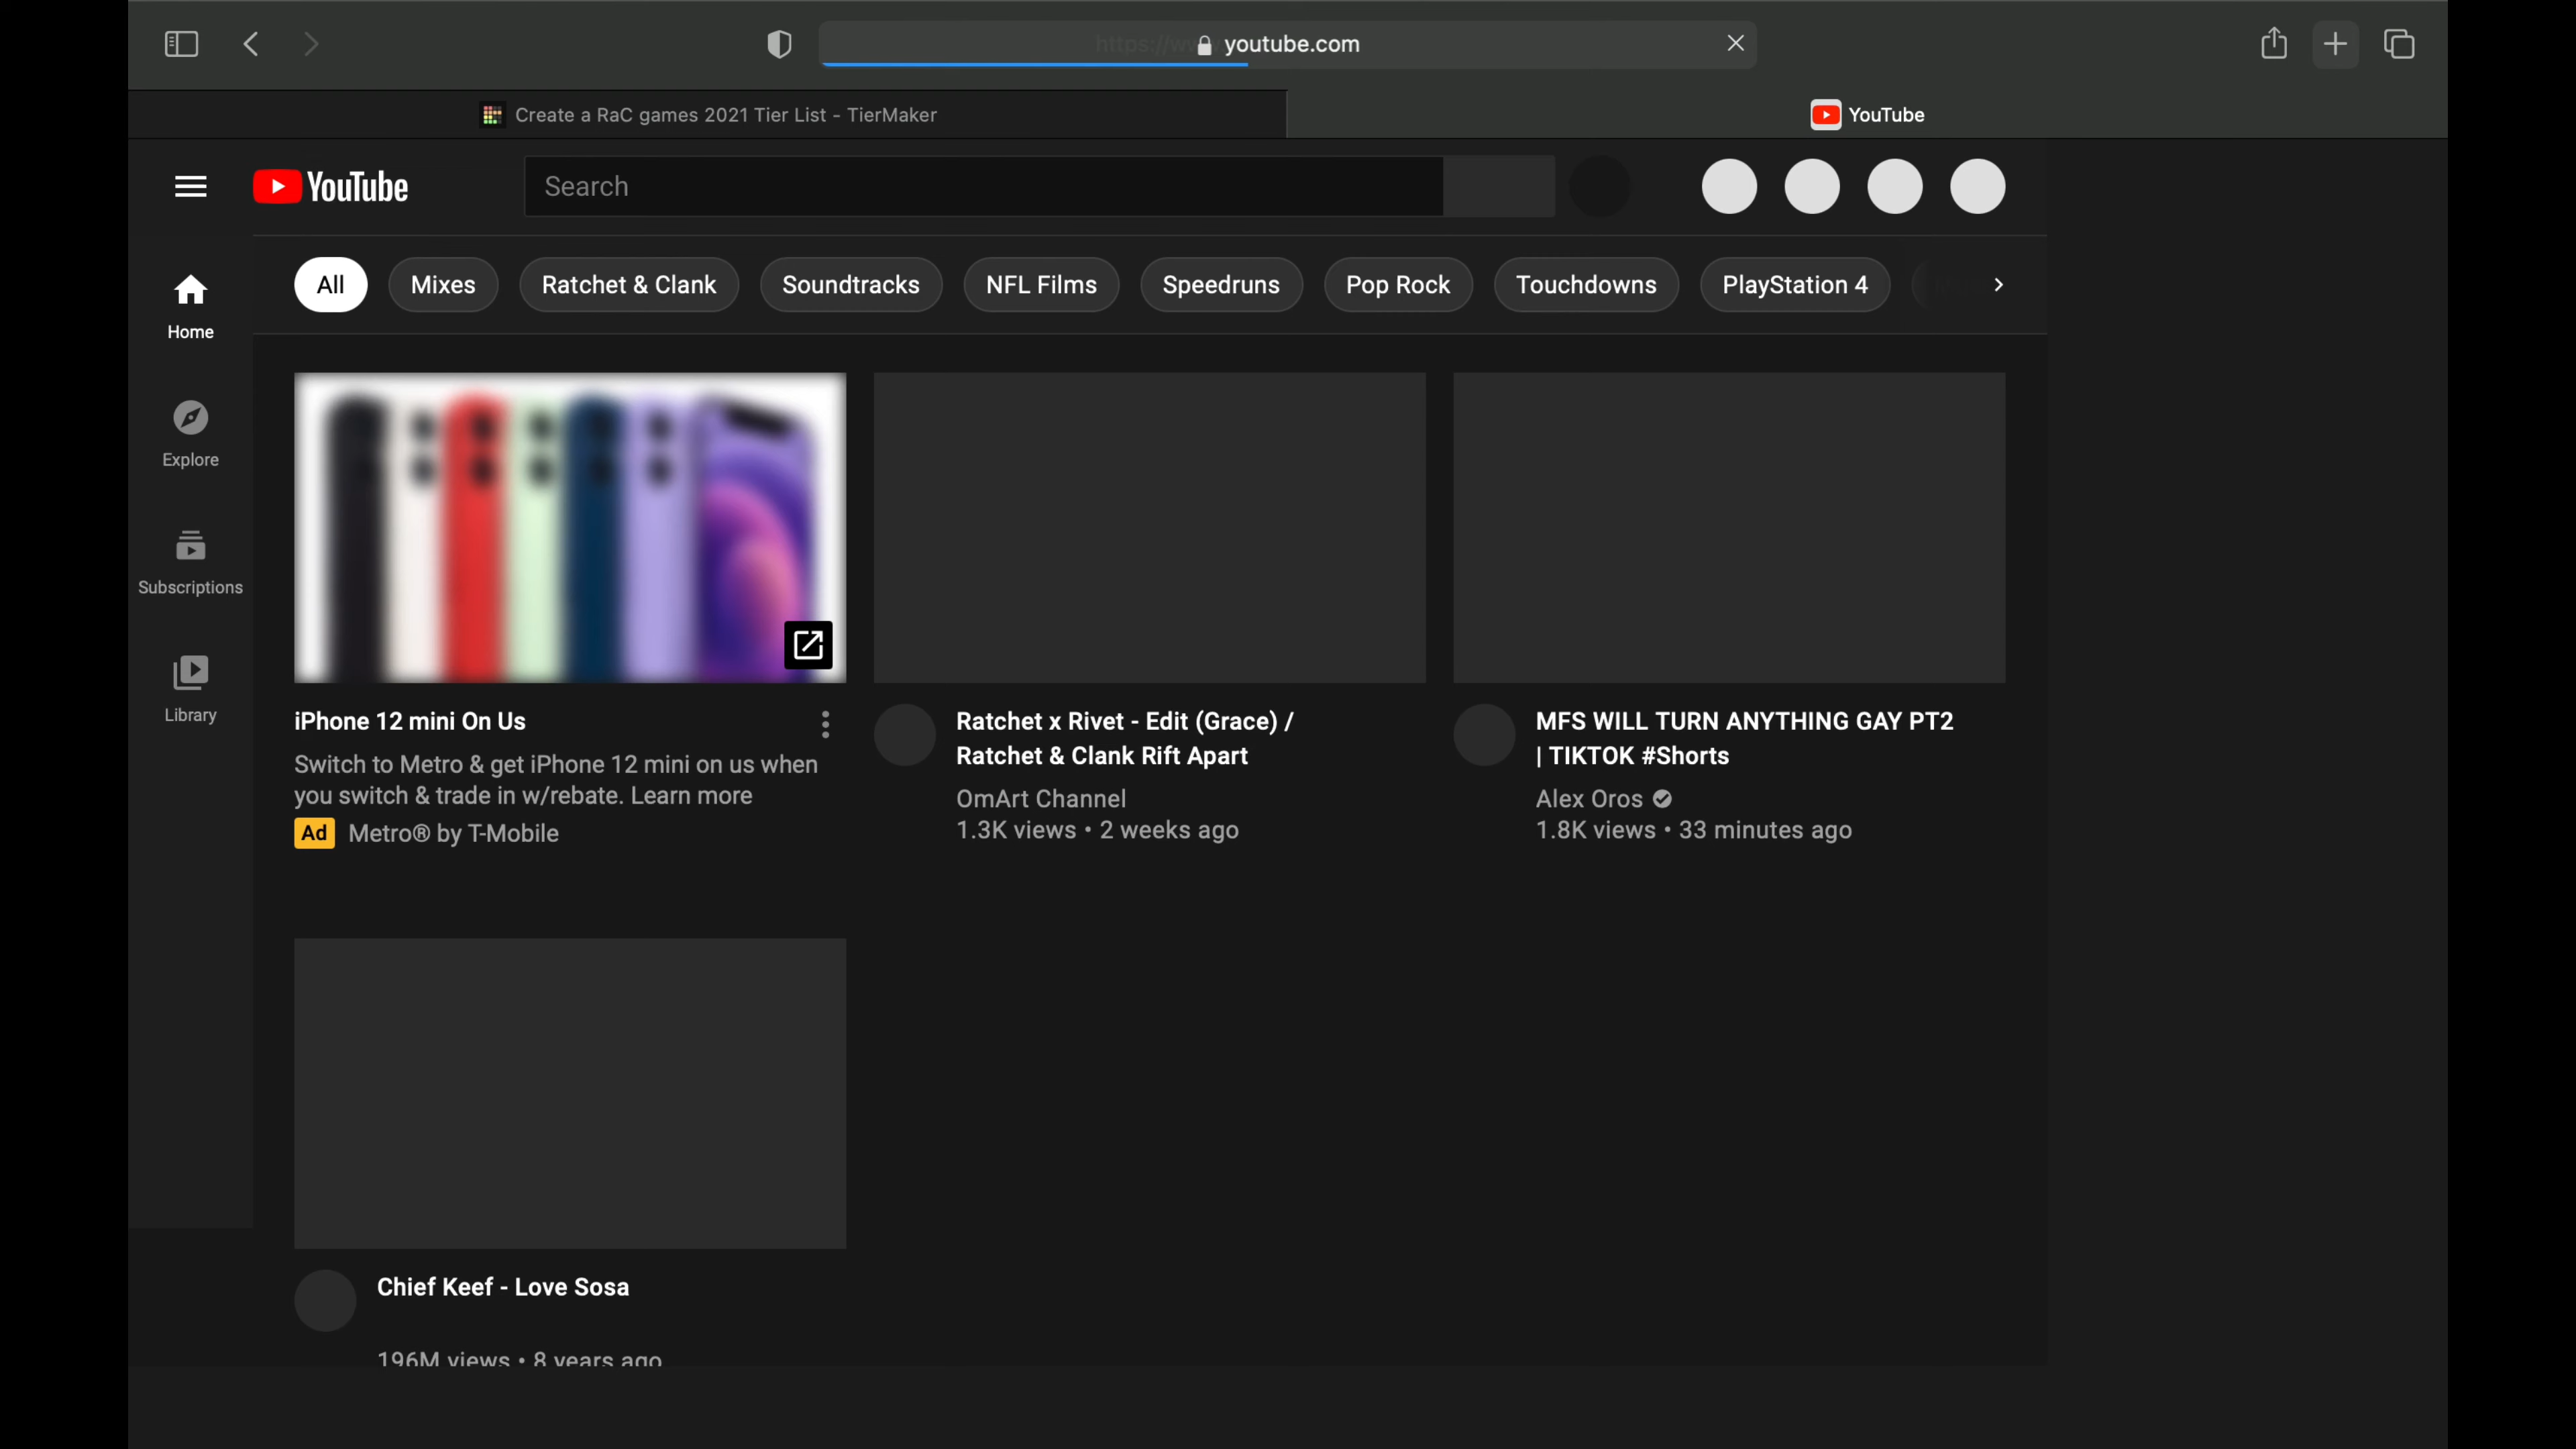 youtube.com
Create a RaC games 2021 Tier List - TierMaker
YouTube
YouTube
Search
All
Mixes
Ratchet & Clank
Soundtracks
NFL Films
Speedruns
Pop Rock
Touchdowns
PlayStation 4
Home
Explore
Subscriptions
Library
iPhone 12 mini On Us
Switch to Metro & get iPhone 12 mini on us when
you switch & trade in w/rebate. Learn more
Ad Metro® by T-Mobile
Ratchet x Rivet - Edit (Grace) /
Ratchet & Clank Rift Apart
OmArt Channel
1.3K views • 2 weeks ago
MFS WILL TURN ANYTHING GAY PT2
| TIKTOK #Shorts
Alex Oros
1.8K views • 33 minutes ago
Chief Keef - Love Sosa
196M views • 8 years ago